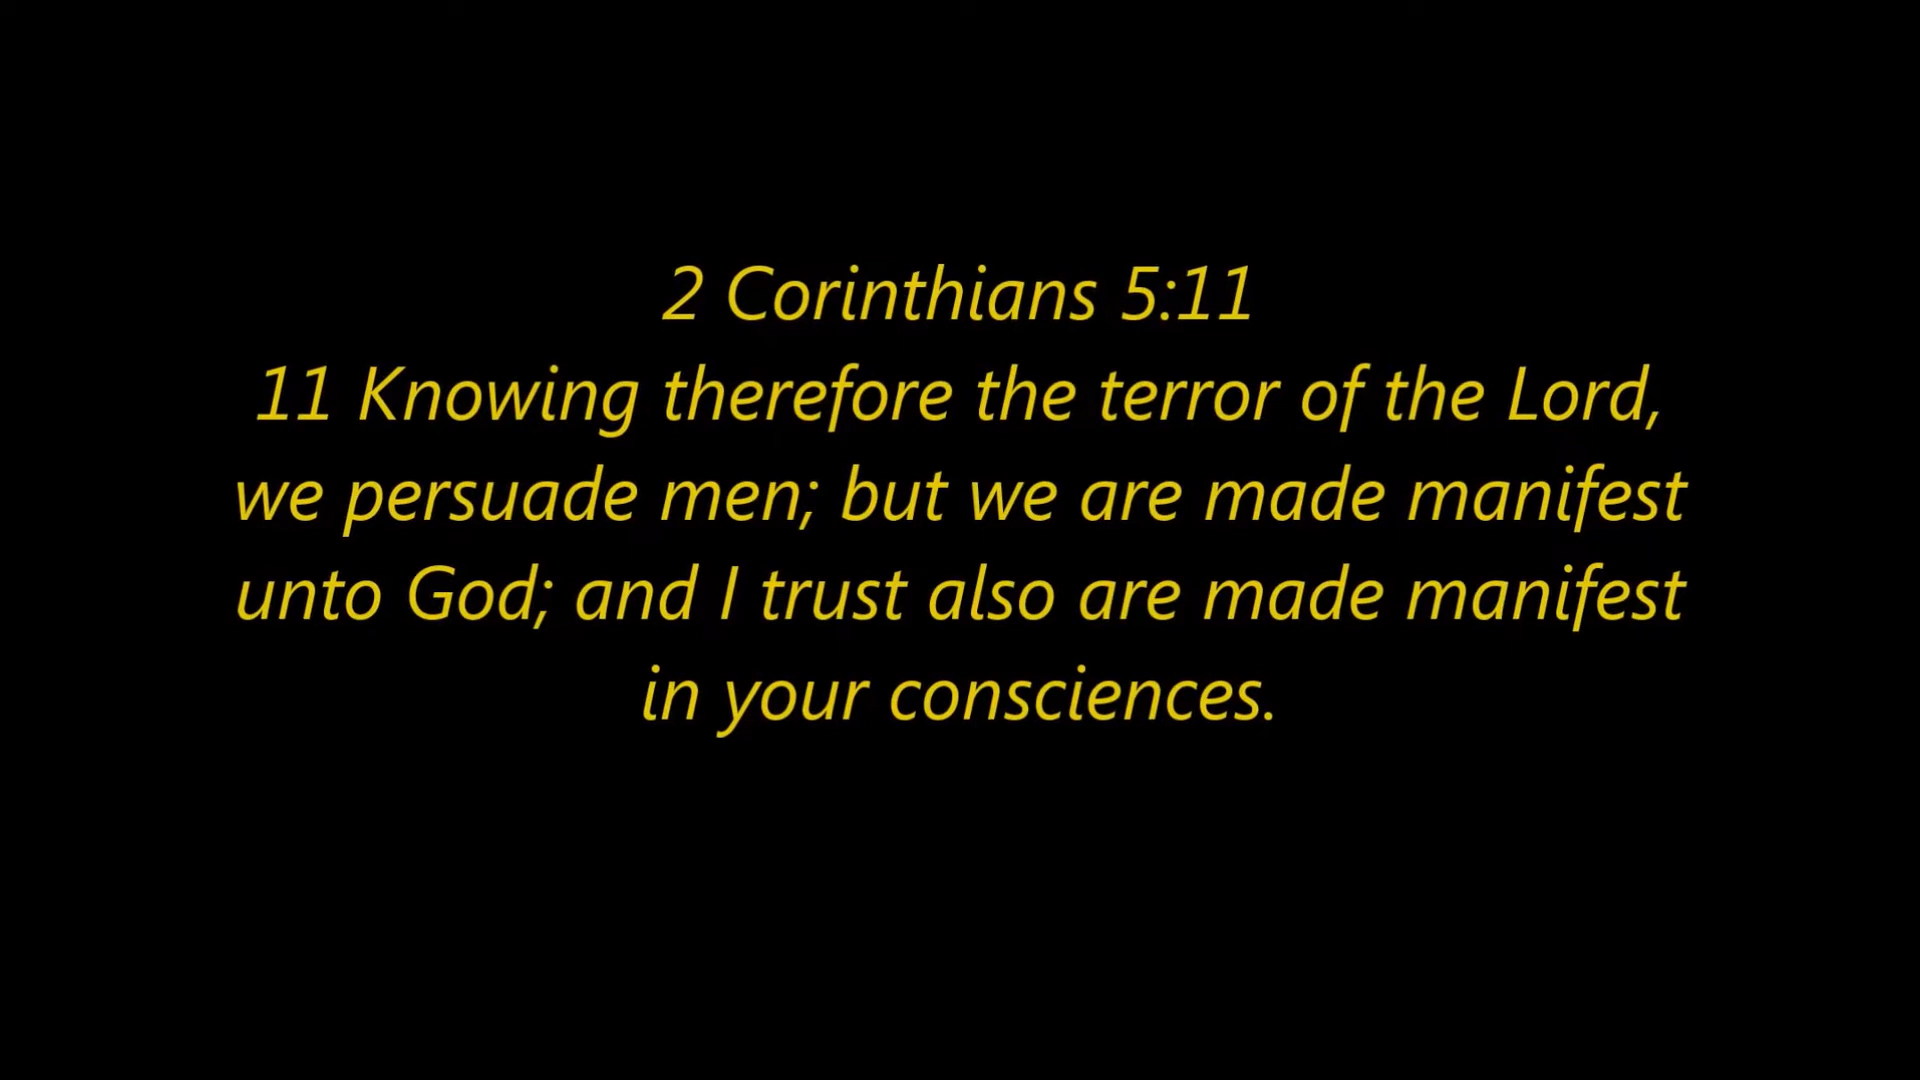 2 Corinthians 5:11
11 Knowing therefore the terror of the Lord,
we persuade men; but we are made manifest
unto God; and I trust also are made manifest
in your consciences.